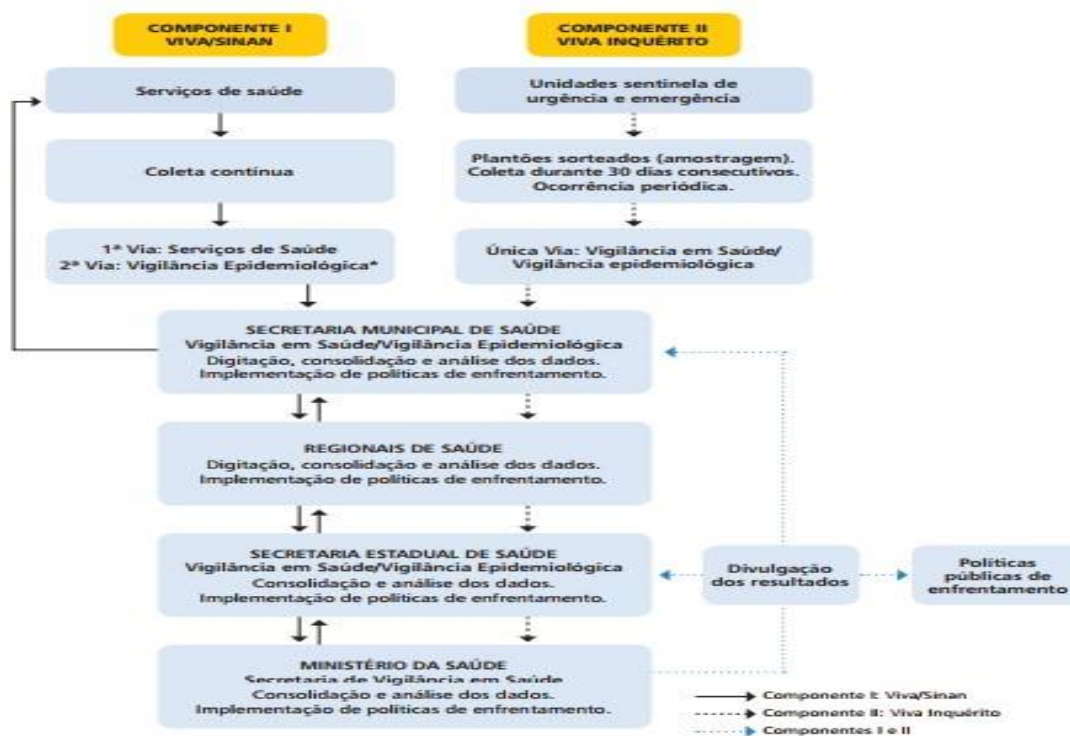 COMPONENTE I
VIVA/SINAN
COMPONENTE II
VIVA INQUÉRITO
Serviços de saúde
Unidades sentinela de
urgência e emergência
Coleta contínua
Plantões sorteados (amostragem).
Coleta durante 30 dias consecutivos.
Ocorrência periódica.
1ª Via: Serviços de Saúde
2ª Via: Vigilância Epidemiológica*
Única Via: Vigilância em Saúde/
Vigilância epidemiológica
SECRETARIA MUNICIPAL DE SAÚDE
Vigilância em Saúde/Vigilância Epidemiológica
Digitação, consolidação e análise dos dados.
Implementação de políticas de enfrentamento.
REGIONAIS DE SAÚDE
Digitação, consolidação e análise dos dados.
Implementação de políticas de enfrentamento.
SECRETARIA ESTADUAL DE SAÚDE
Vigilância em Saúde/Vigilância Epidemiológica
Consolidação e análise dos dados.
Implementação de políticas de enfrentamento.
Divulgação
dos resultados
Políticas
públicas de
enfrentamento
MINISTÉRIO DA SAÚDE
Secretaria de Vigilância em Saúde
Consolidação e análise dos dados.
Implementação de políticas de enfrentamento.
Componente I: Viva/Sinan
Componente II: Viva Inquérito
Componentes I e II